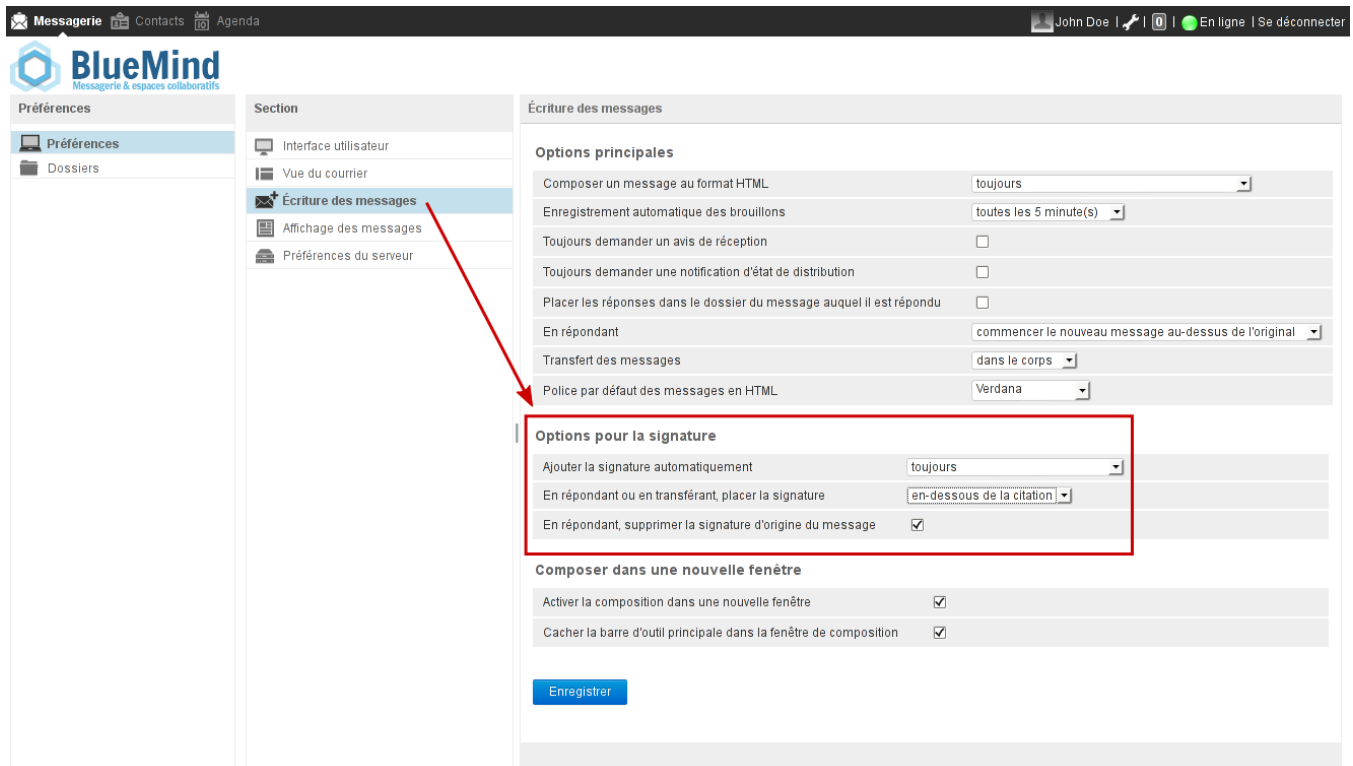 Messagerie Contacts 10 Agenda John Doe | | 0 | En ligne | Se déconnecter
BlueMind
Messagerie & espaces collaboratifs
Préférences
Préférences
Dossiers
Section
Interface utilisateur
Vue du courrier
Écriture des messages
Affichage des messages
Préférences du serveur
Écriture des messages
Options principales
Composer un message au format HTML toujours
Enregistrement automatique des brouillons toutes les 5 minute(s)
Toujours demander un avis de réception
Toujours demander une notification d'état de distribution
Placer les réponses dans le dossier du message auquel il est répondu
En répondant commencer le nouveau message au-dessus de l'original
Transfert des messages dans le corps
Police par défaut des messages en HTML Verdana
Options pour la signature
Ajouter la signature automatiquement toujours
En répondant ou en transférant, placer la signature en-dessous de la citation
En répondant, supprimer la signature d'origine du message
Composer dans une nouvelle fenêtre
Activer la composition dans une nouvelle fenêtre
Cacher la barre d'outil principale dans la fenêtre de composition
Enregistrer